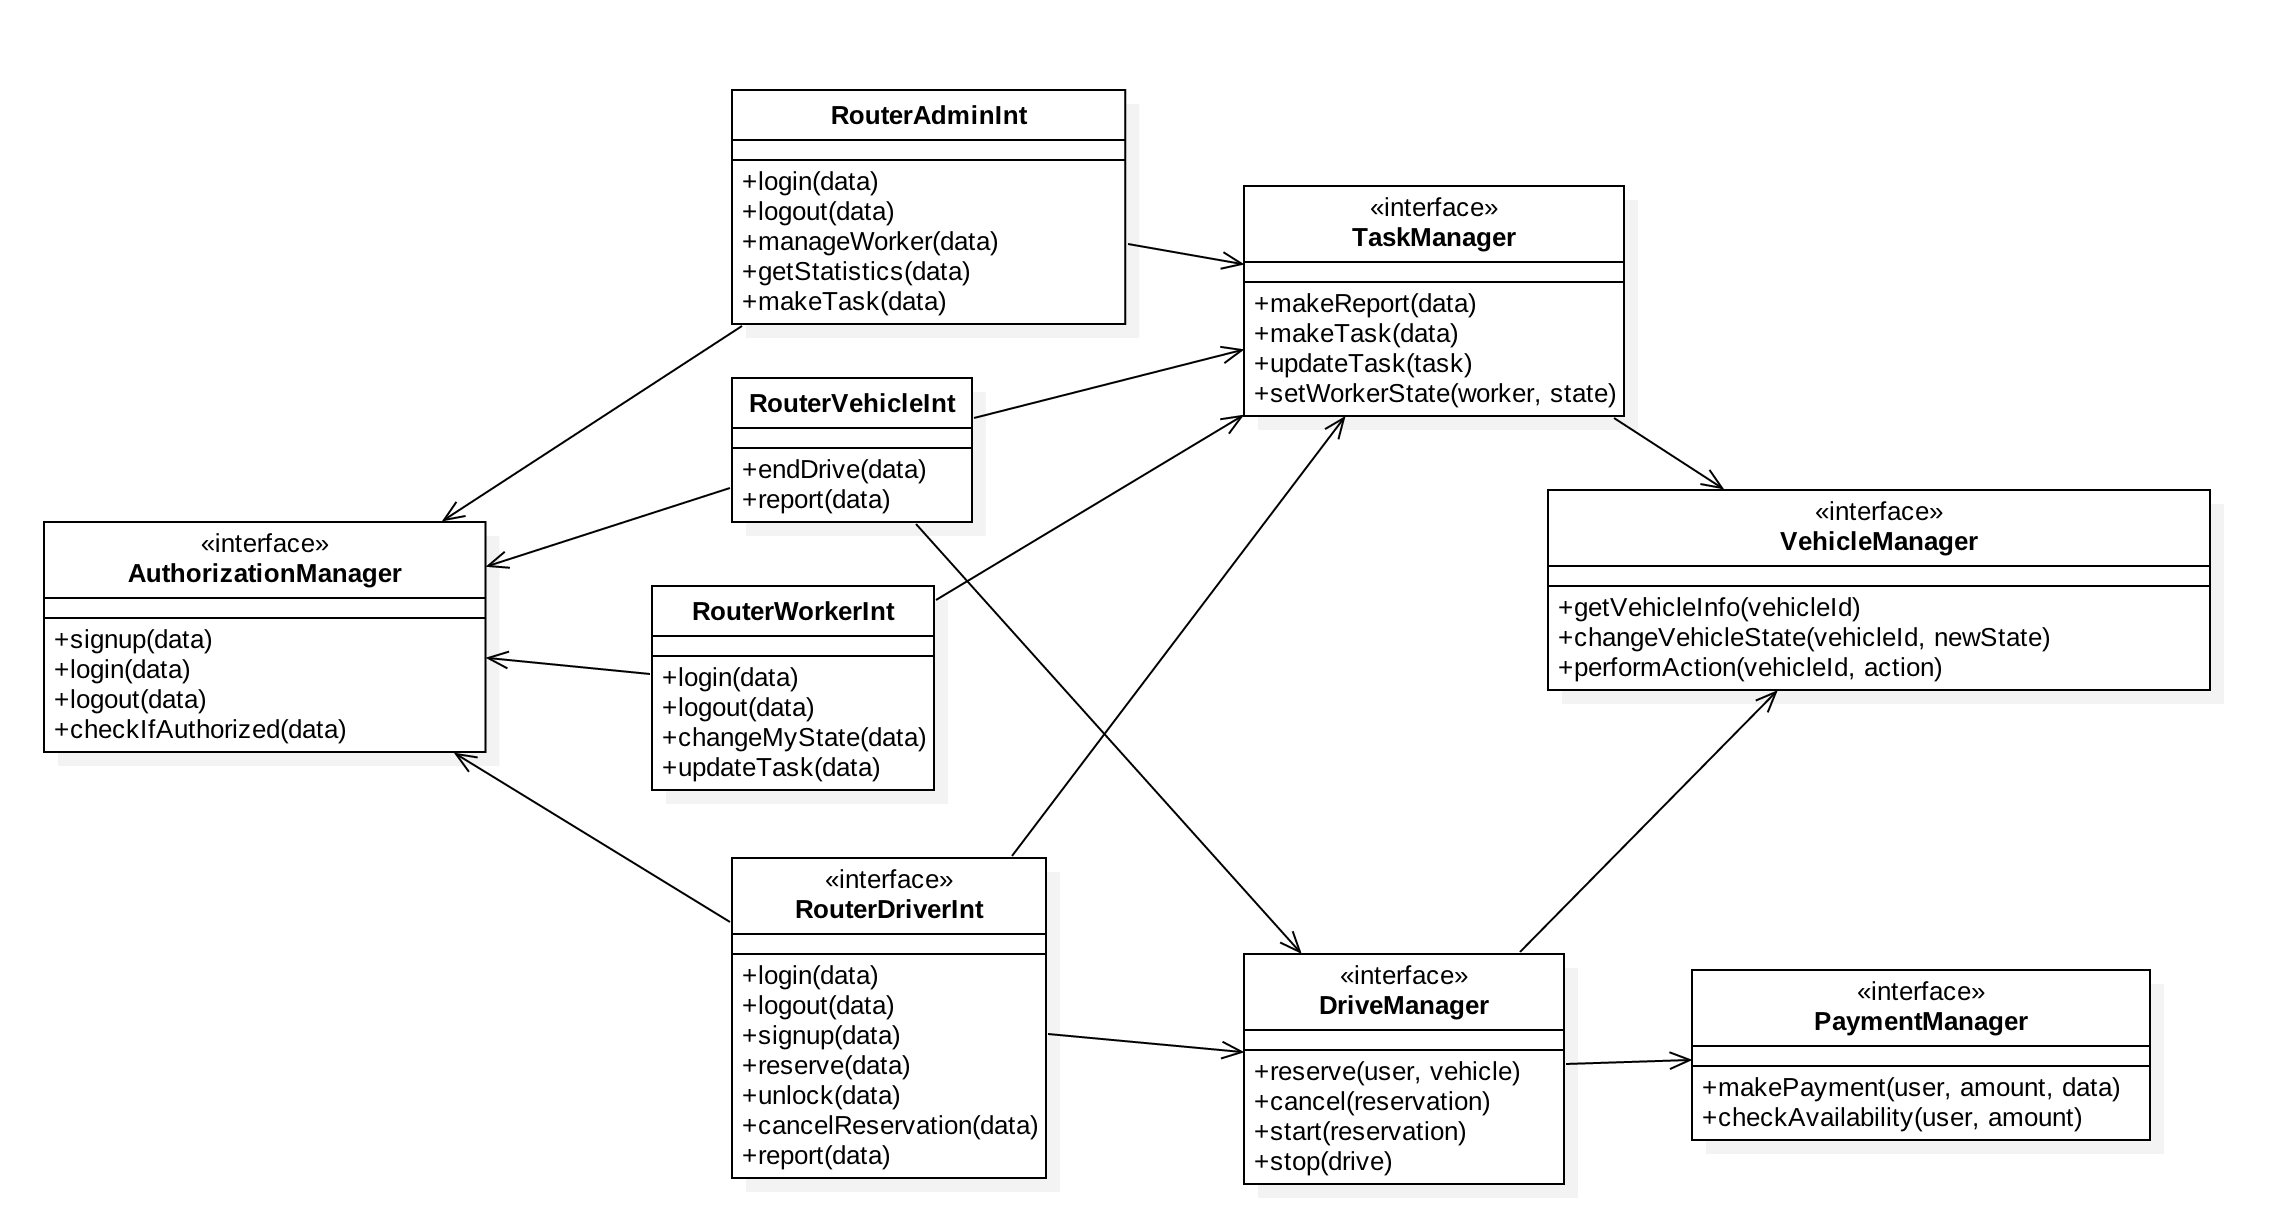 RouterAdminInt
+login(data)
+logout(data)
+manageWorker(data)
+getStatistics(data)
+makeTask(data)
«interface»
TaskManager
+makeReport(data)
+makeTask(data)
+updateTask(task)
+setWorkerState(worker, state)
RouterVehicleInt
+endDrive(data)
+report(data)
«interface»
AuthorizationManager
+signup(data)
+login(data)
+logout(data)
+checkIfAuthorized(data)
RouterWorkerInt
+login(data)
+logout(data)
+changeMyState(data)
+updateTask(data)
«interface»
VehicleManager
+getVehicleInfo(vehicleId)
+changeVehicleState(vehicleId, newState)
+performAction(vehicleId, action)
«interface»
RouterDriverInt
+login(data)
+logout(data)
+signup(data)
+reserve(data)
+unlock(data)
+cancelReservation(data)
+report(data)
«interface»
DriveManager
+reserve(user, vehicle)
+cancel(reservation)
+start(reservation)
+stop(drive)
«interface»
PaymentManager
+makePayment(user, amount, data)
+checkAvailability(user, amount)